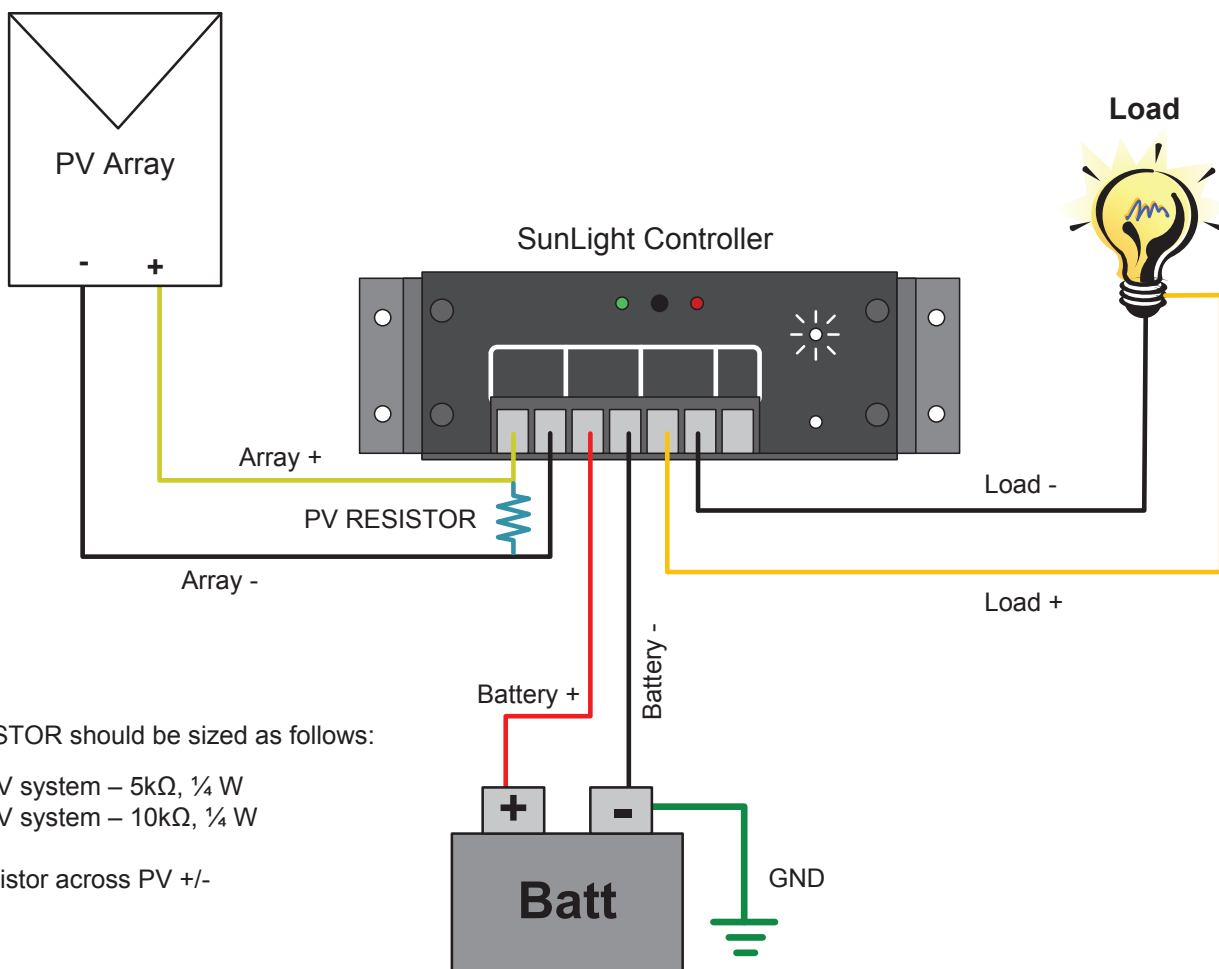 Load
PV Array
- +
SunLight Controller
Array +
Load -
PV RESISTOR
Array -
Load +
Battery -
Battery +
STOR should be sized as follows:
V system – 5kΩ, ¼ W
V system – 10kΩ, ¼ W
istor across PV +/-
+ -
GND
Batt